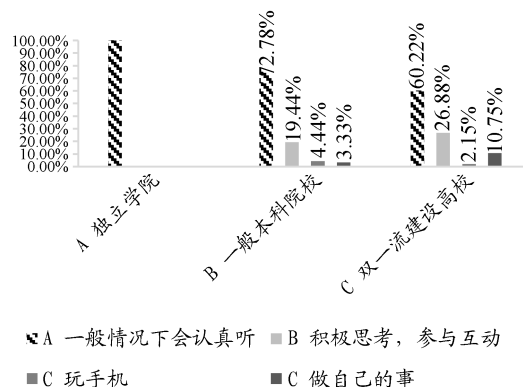 100.00%
90.00%
80.00%
70.00%
60.00%
50.00%
40.00%
30.00%
20.00%
10.00%
0.00%
72.78%
19.44%
4.44%
3.33%
60.22%
26.88%
2.15%
10.75%
A 独立学院
B 一般本科院校
C 双一流建设高校
A 一般情况下会认真听
B 积极思考，参与互动
C 玩手机
C 做自己的事